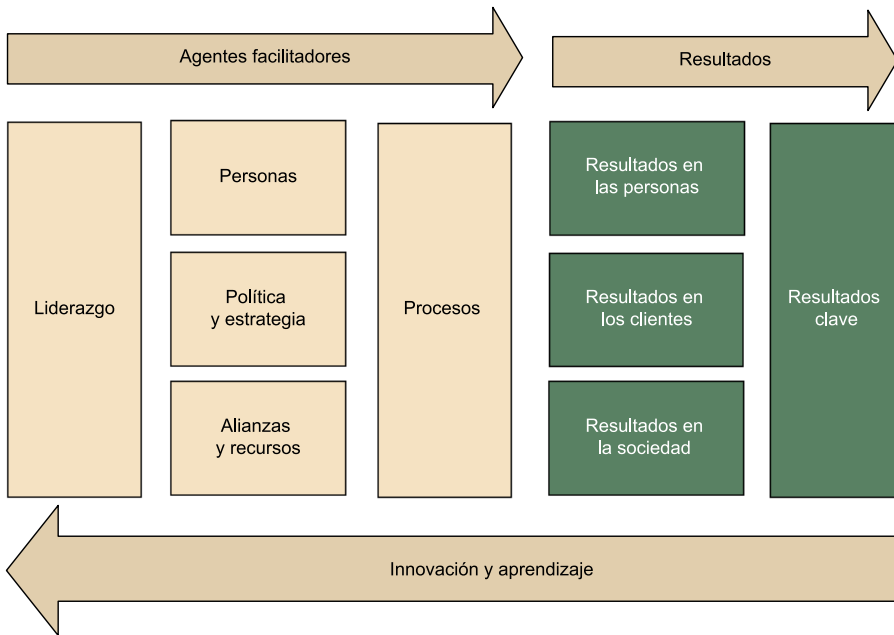 Agentes facilitadores
Resultados
Liderazgo
Personas
Política
y estrategia
Alianzas
y recursos
Procesos
Resultados en
las personas
Resultados en
los clientes
Resultados en
la sociedad
Resultados
clave
Innovación y aprendizaje